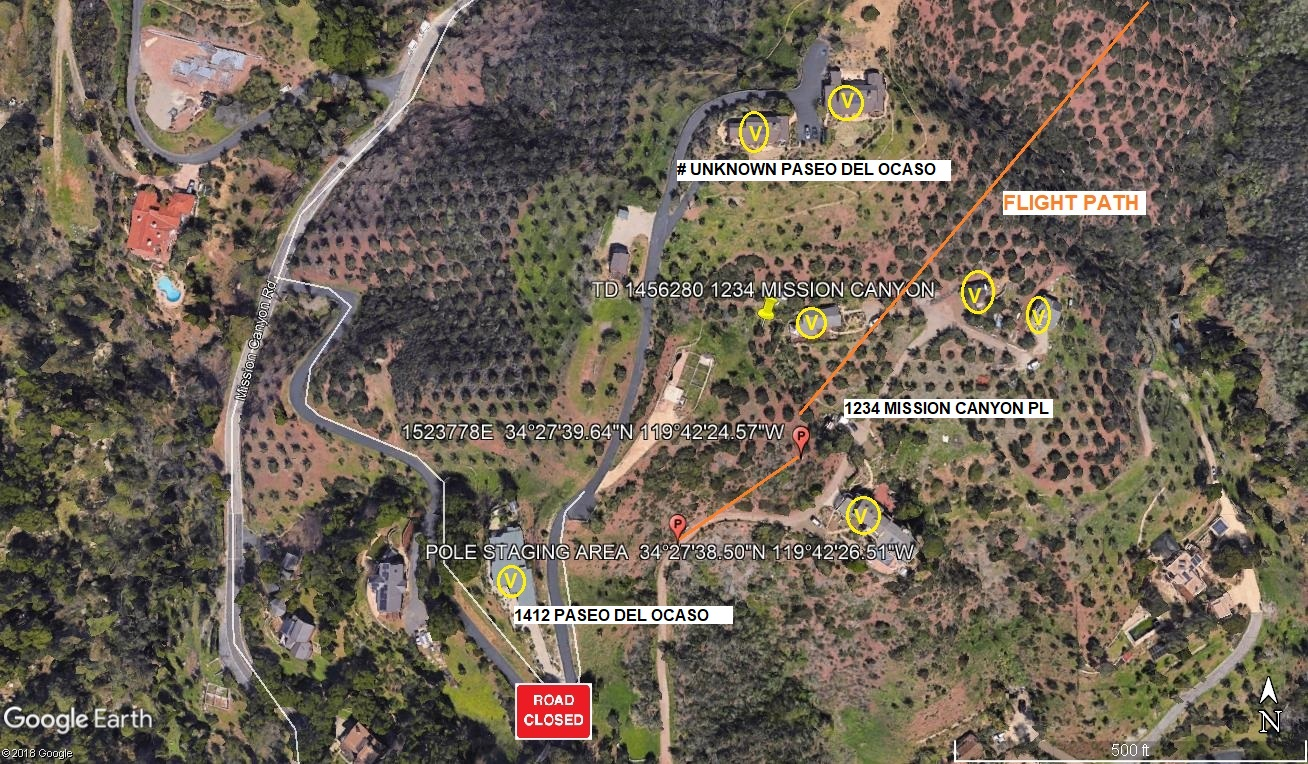 V
V
# UNKNOWN PASEO DEL OCASO
FLIGHT PATH
TD 1456280 1234 MISSION CANYON
V
V
V
Mission Canyon Rd
1234 MISSION CANYON PL
1523778E 34°27'39.64"N 119°42'24.57"W
P
V
P
POLE STAGING AREA 34°27'38.50"N 119°42'26.51"W
V
1412 PASEO DEL OCASO
ROAD
CLOSED
Google Earth
© 2018 Google
N
500 ft